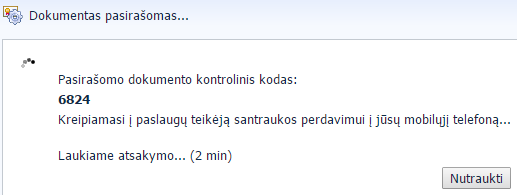 Dokumentas pasirašomas...
Pasirašomo dokumento kontrolinis kodas:
6824
Kreipiamasi į paslaugų teikėją santraukos perdavimui į jūsų mobilųjį telefoną...
Laukiame atsakymo... (2 min)
Nutraukti